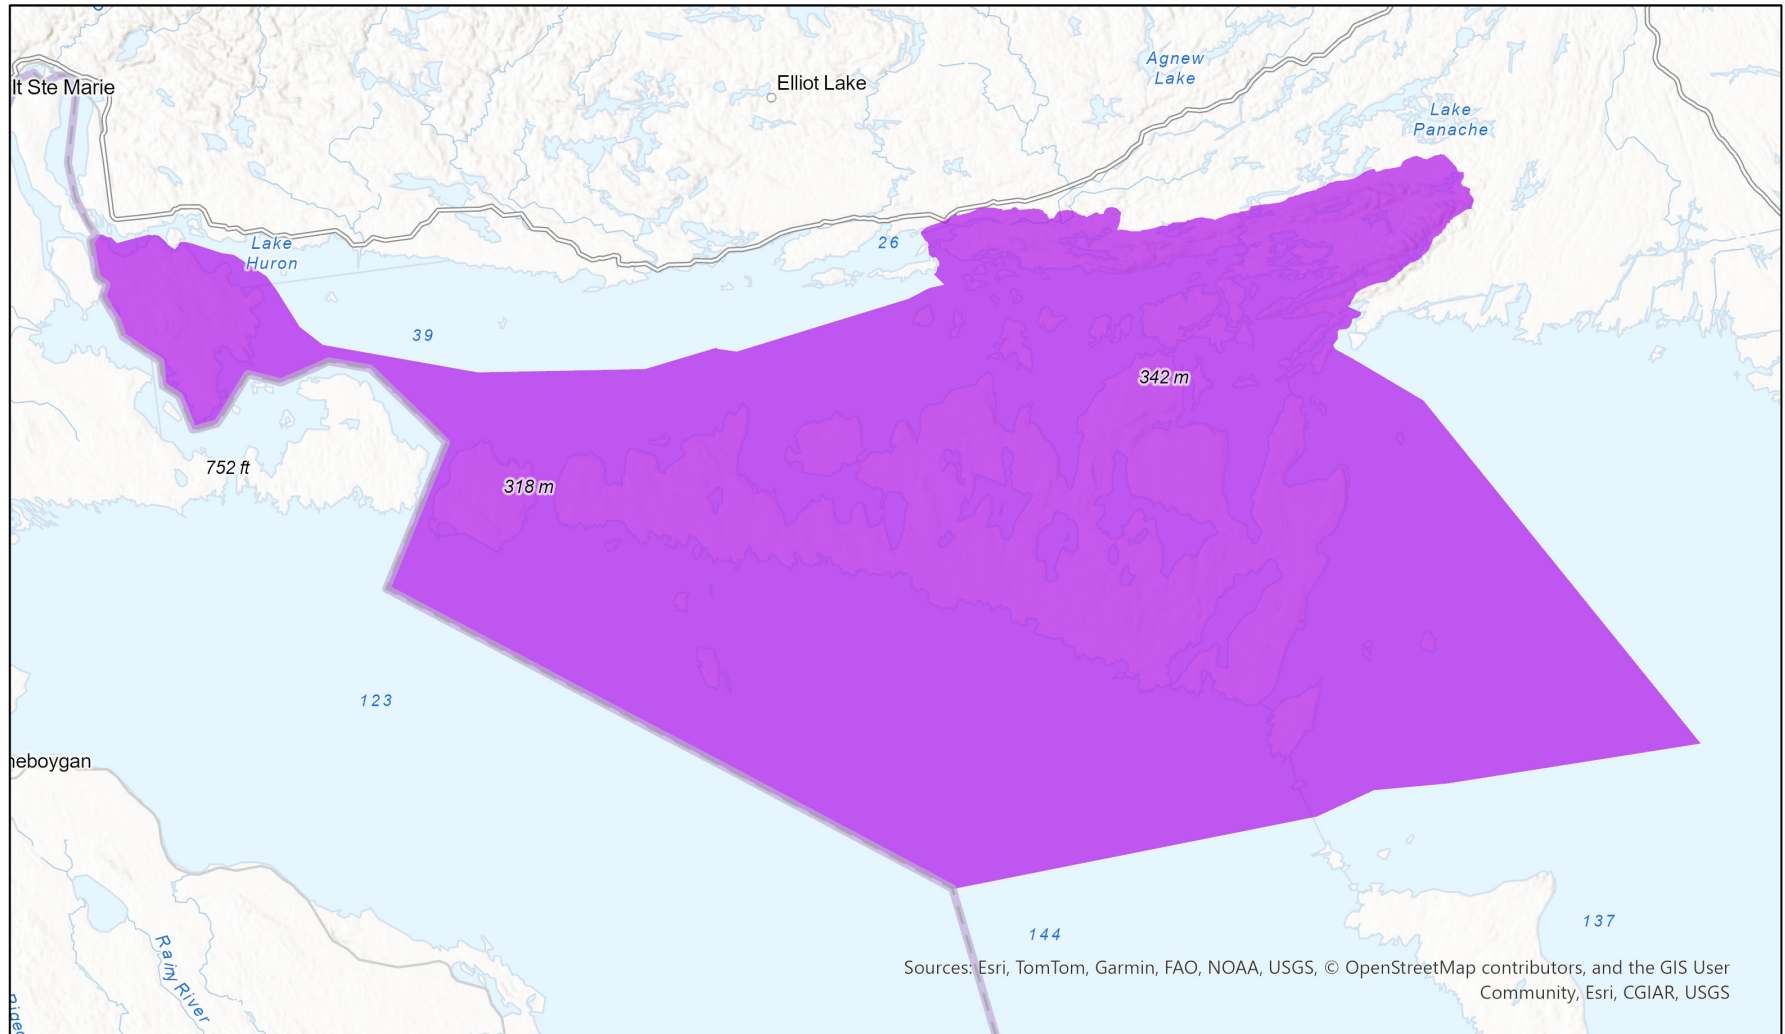 lt Ste Marie
Elliot Lake
Agnew
Lake
Lake
Panache
Lake
Huron
26
39
342 m
752 ft
318 m
123
heboygan
144
137
Rainy River
Sources: Esri, TomTom, Garmin, FAO, NOAA, USGS, © OpenStreetMap contributors, and the GIS User
Community, Esri, CGIAR, USGS